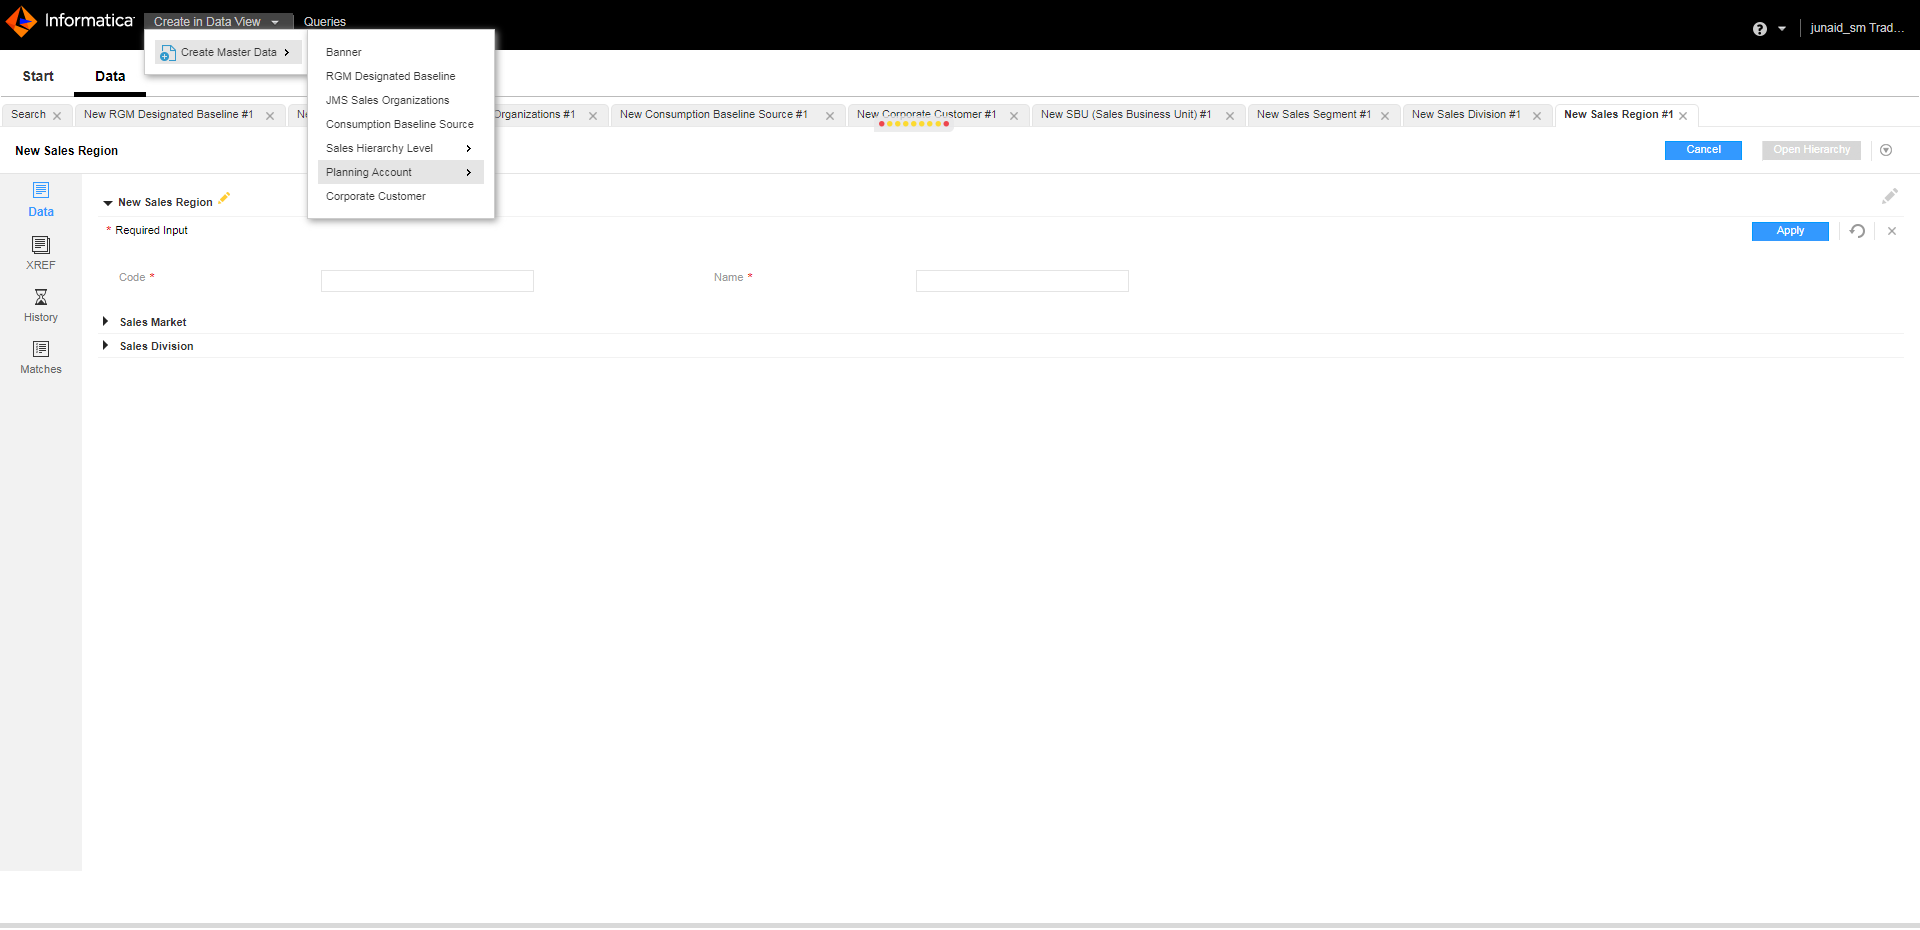 Informatica
Create in Data View
Queries
junaid_sm Trad...
Create Master Data
Banner
RGM Designated Baseline
JMS Sales Organizations
Consumption Baseline Source
Sales Hierarchy Level
Planning Account
Corporate Customer
Start
Data
Search
New RGM Designated Baseline #1
Organizations #1
New Consumption Baseline Source #1
New Corporate Customer #1
New SBU (Sales Business Unit) #1
New Sales Segment #1
New Sales Division #1
New Sales Region #1
New Sales Region
Cancel
Open Hierarchy
Data
XREF
History
Matches
New Sales Region
* Required Input
Apply
Code *
Name *
Sales Market
Sales Division